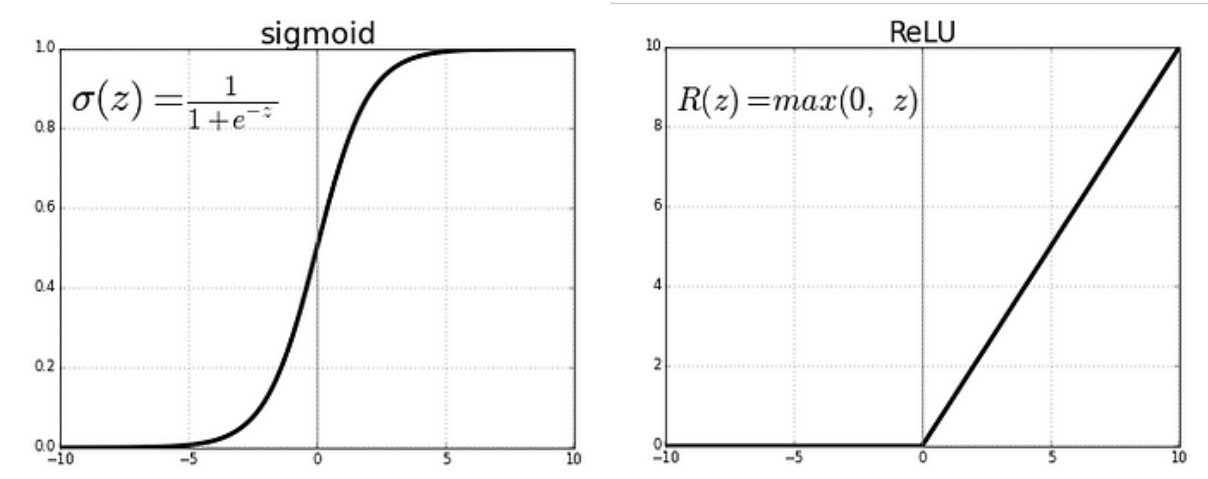 sigmoid
1.0
σ(z) = 1 / (1 + e^{-z})
0.8
0.6
0.4
0.2
0.0
−10 −5 0 5 10
ReLU
10
R(z) = max(0, z)
8
6
4
2
0
−10 −5 0 5 10